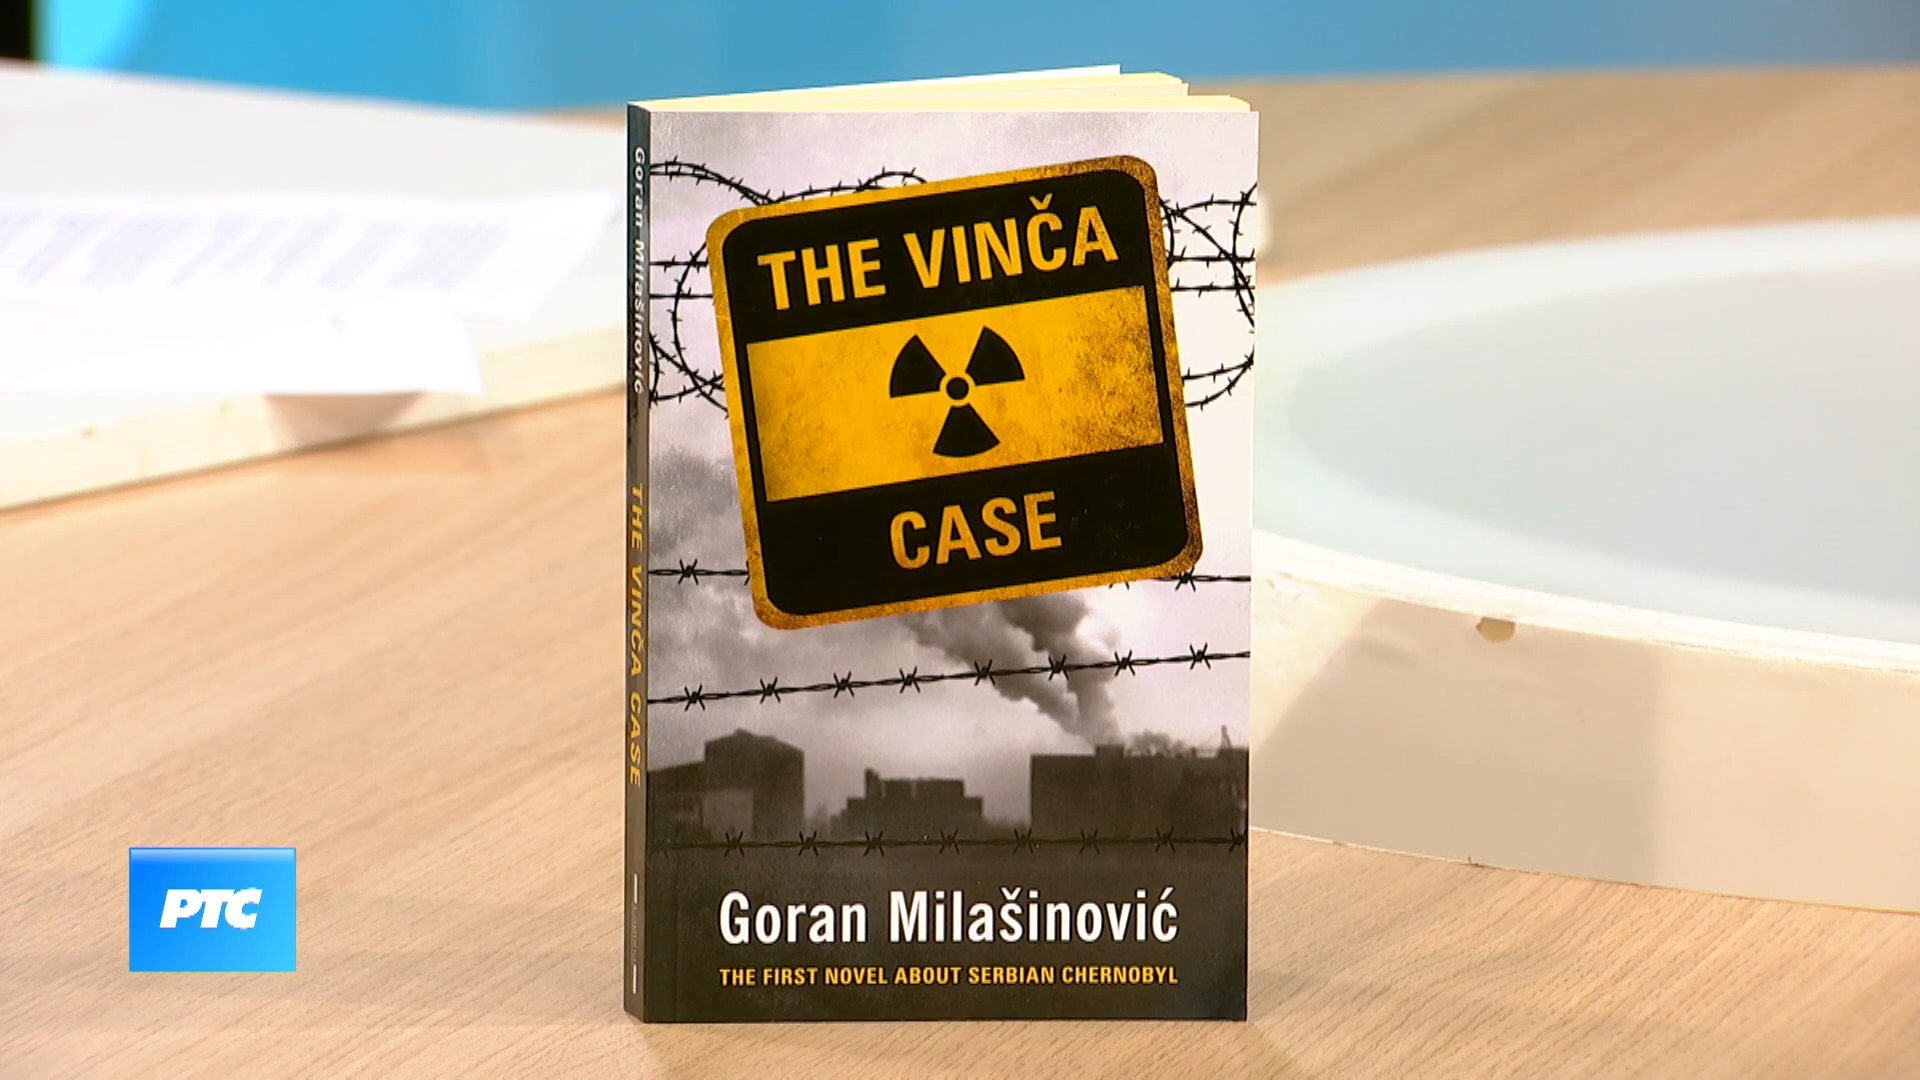 THE VINČA
CASE
Goran Milašinović
THE FIRST NOVEL ABOUT SERBIAN CHERNOBYL
Goran Milašinović
THE VINČA CASE
РТС